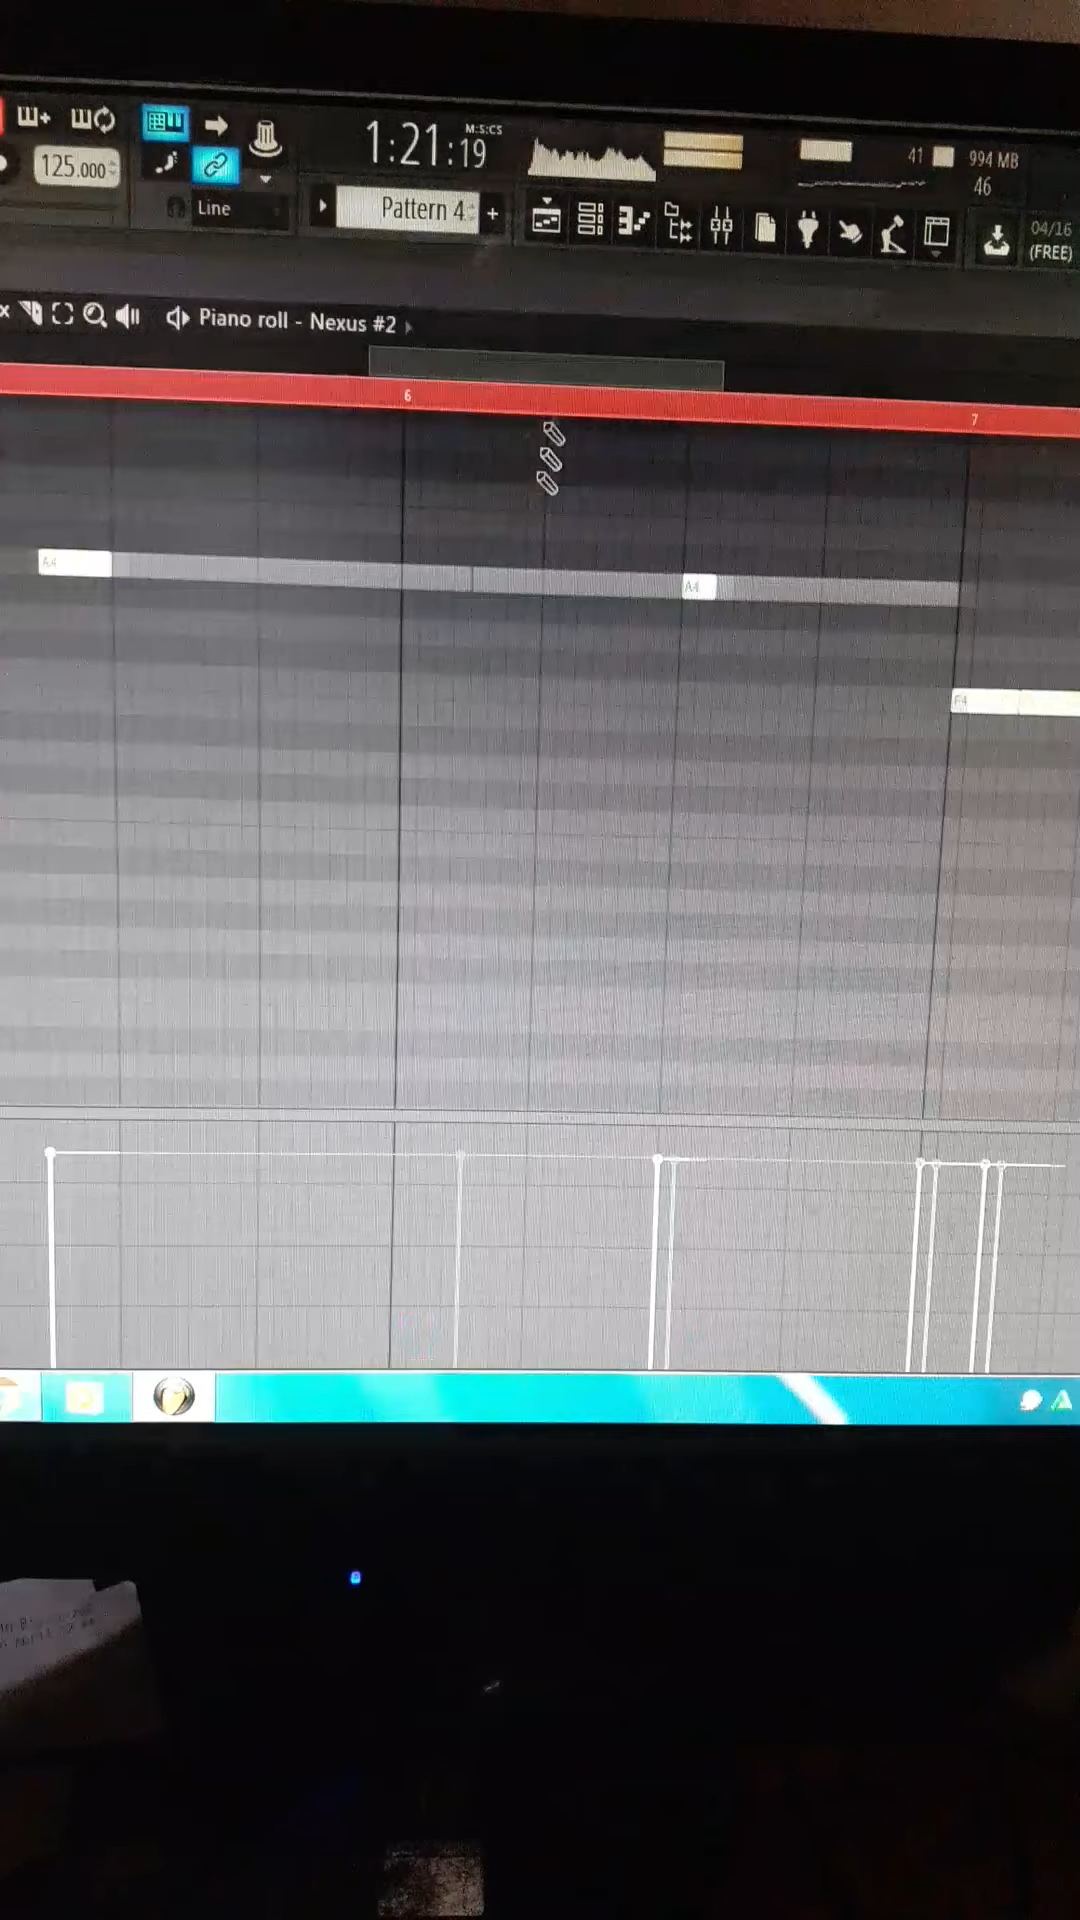 125.000
1:21:19
M:S:CS
41
994 MB
46
Line
Pattern 4
04/16
(FREE)
Piano roll - Nexus #2
6
7
A4
A4
F4